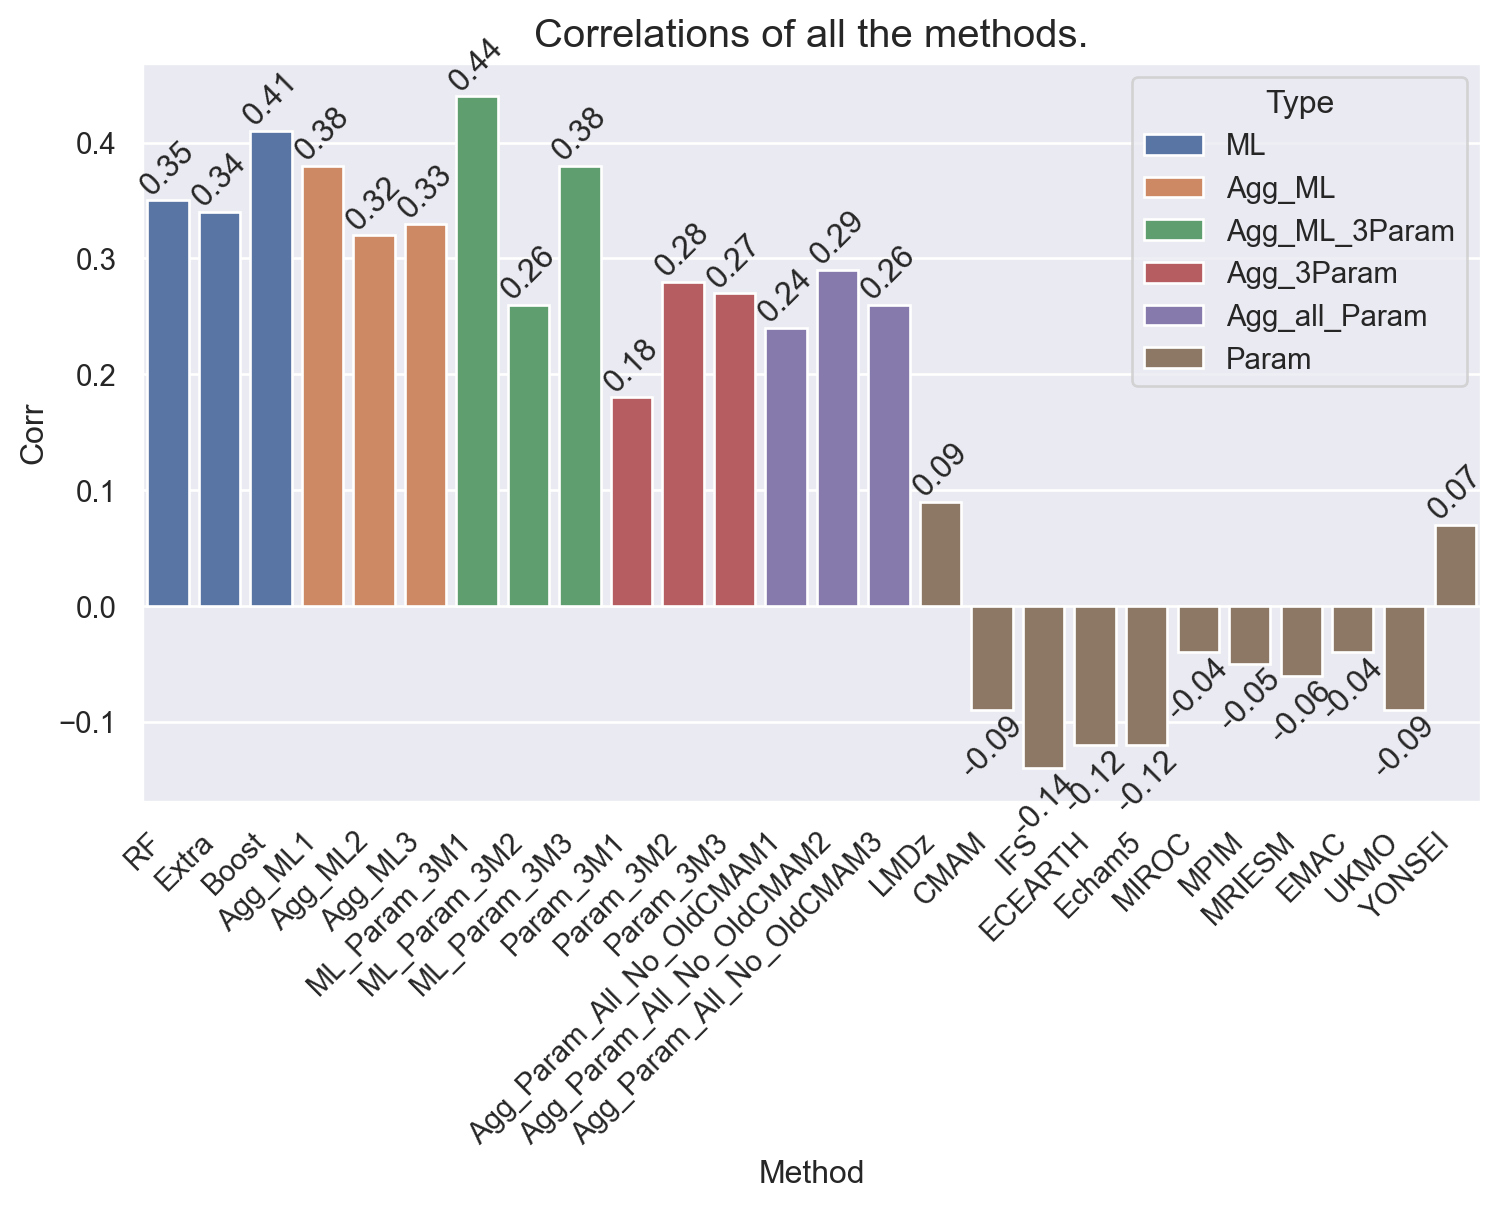 Correlations of all the methods.
Corr
0.4
0.3
0.2
0.1
0.0
−0.1
0.35
0.34
0.41
0.38
0.32
0.33
0.44
0.26
0.38
0.18
0.28
0.27
0.24
0.29
0.26
0.09
-0.09
-0.14
-0.12
-0.12
-0.04
-0.05
-0.06
-0.04
-0.09
0.07
Type
ML
Agg_ML
Agg_ML_3Param
Agg_3Param
Agg_all_Param
Param
RF
Extra
Boost
Agg_ML1
Agg_ML2
Agg_ML3
ML_Param_3M1
ML_Param_3M2
ML_Param_3M3
Param_3M1
Param_3M2
Param_3M3
Agg_Param_All_No_OldCMAM1
Agg_Param_All_No_OldCMAM2
Agg_Param_All_No_OldCMAM3
LMDz
CMAM
IFS
ECEARTH
Echam5
MIROC
MPIM
MRIESM
EMAC
UKMO
YONSEI
Method